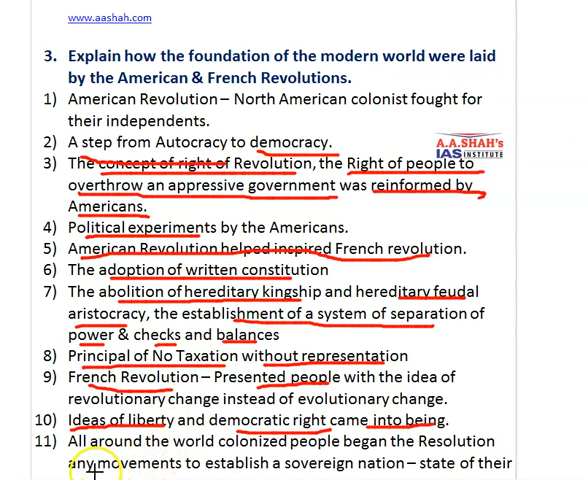 www.aashah.com
3. Explain how the foundation of the modern world were laid
by the American & French Revolutions.
1) American Revolution – North American colonist fought for
their independents.
2) A step from Autocracy to democracy.
A.A.SHAH's
IAS INSTITUTE
3) The concept of right of Revolution, the Right of people to
overthrow an appressive government was reinformed by
Americans.
4) Political experiments by the Americans.
5) American Revolution helped inspired French revolution.
6) The adoption of written constitution
7) The abolition of hereditary kingship and hereditary feudal
aristocracy, the establishment of a system of separation of
power & checks and balances
8) Principal of No Taxation without representation
9) French Revolution – Presented people with the idea of
revolutionary change instead of evolutionary change.
10) Ideas of liberty and democratic right came into being.
11) All around the world colonized people began the Resolution
any movements to establish a sovereign nation – state of their